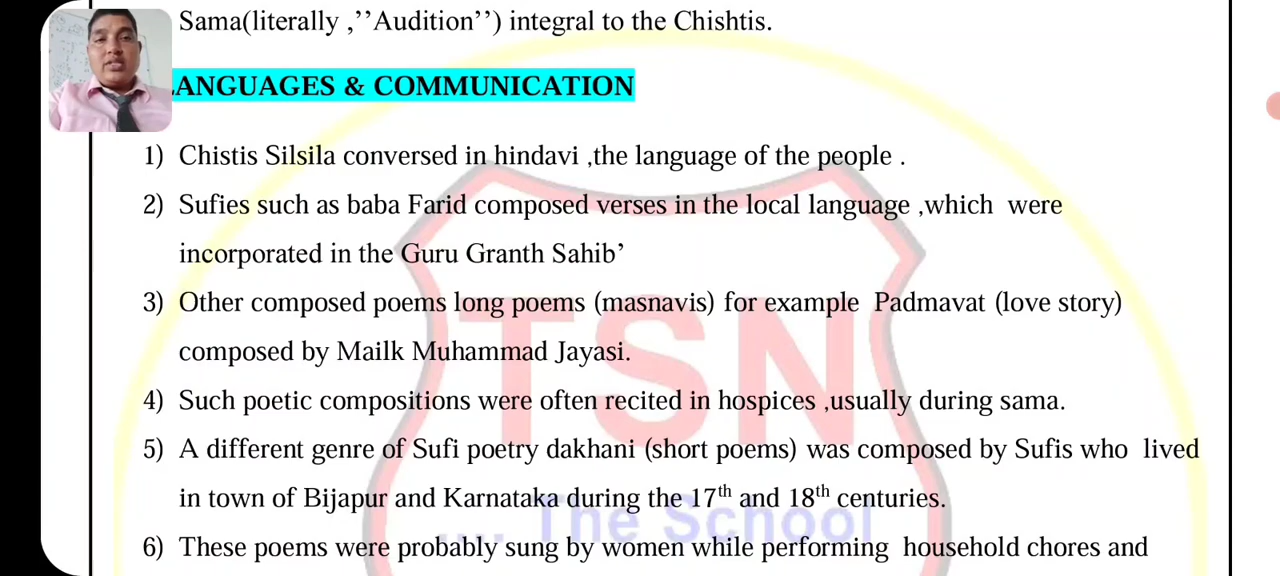 Sama(literally ,’’Audition’’) integral to the Chishtis.
ANGUAGES & COMMUNICATION
1) Chistis Silsila conversed in hindavi ,the language of the people .
2) Sufies such as baba Farid composed verses in the local language ,which were
incorporated in the Guru Granth Sahib’
3) Other composed poems long poems (masnavis) for example Padmavat (love story)
composed by Mailk Muhammad Jayasi.
4) Such poetic compositions were often recited in hospices ,usually during sama.
5) A different genre of Sufi poetry dakhani (short poems) was composed by Sufis who lived
in town of Bijapur and Karnataka during the 17th and 18th centuries.
6) These poems were probably sung by women while performing household chores and
TSN
.... The School